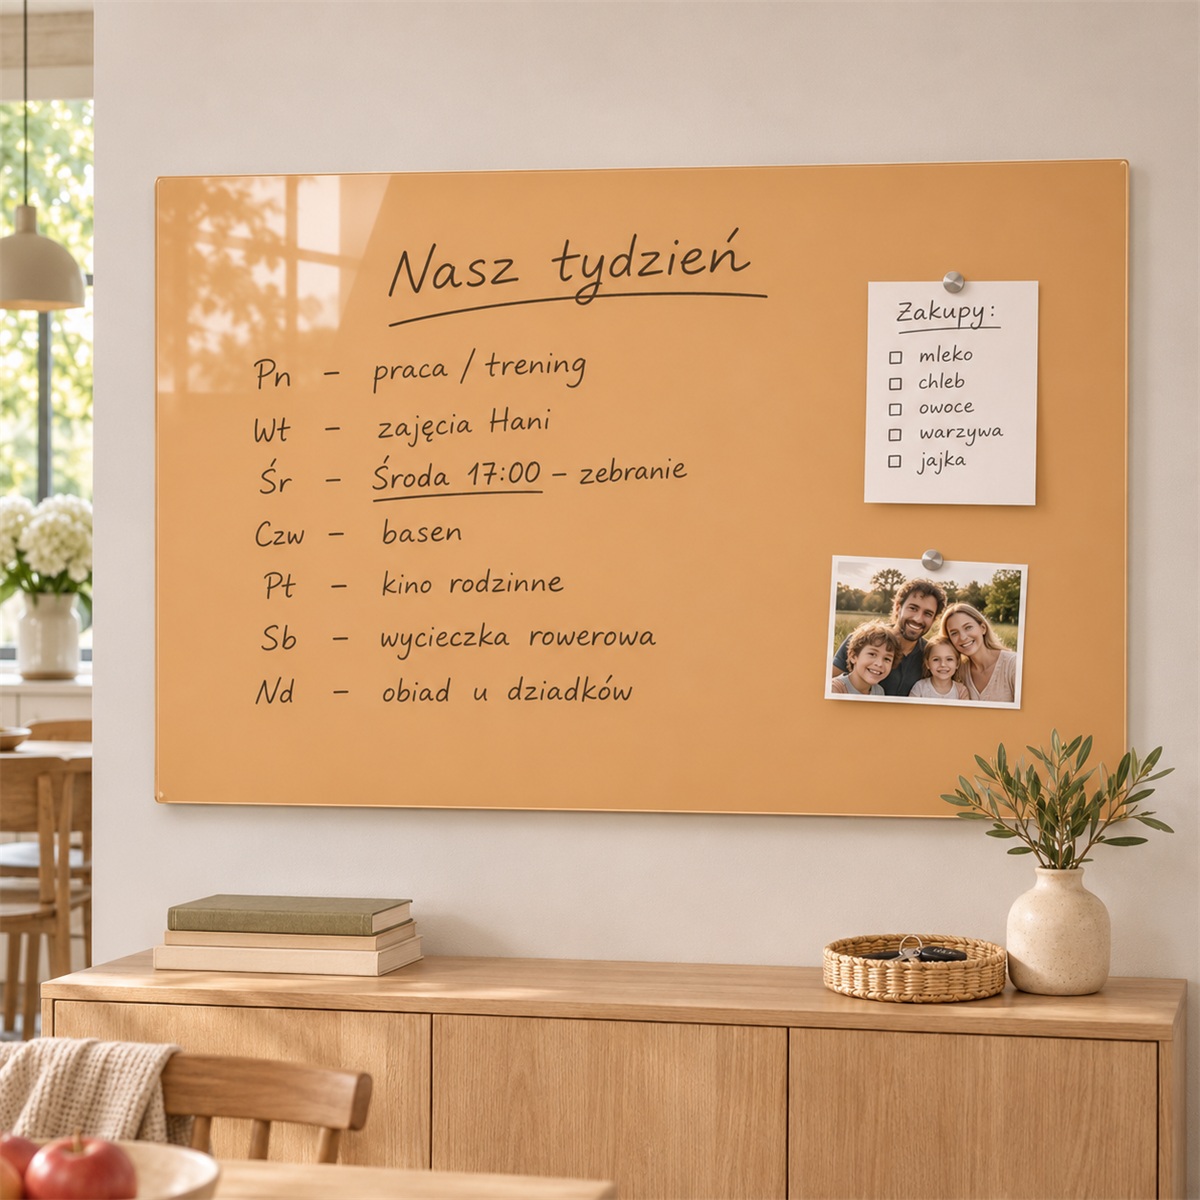 Nasz tydzień
Pn – praca / trening
Wt – zajęcia Hani
Śr – Środa 17:00 – zebranie
Czw – basen
Pt – kino rodzinne
Sb – wycieczka rowerowa
Nd – obiad u dziadków
Zakupy:
☐ mleko
☐ chleb
☐ owoce
☐ warzywa
☐ jajka